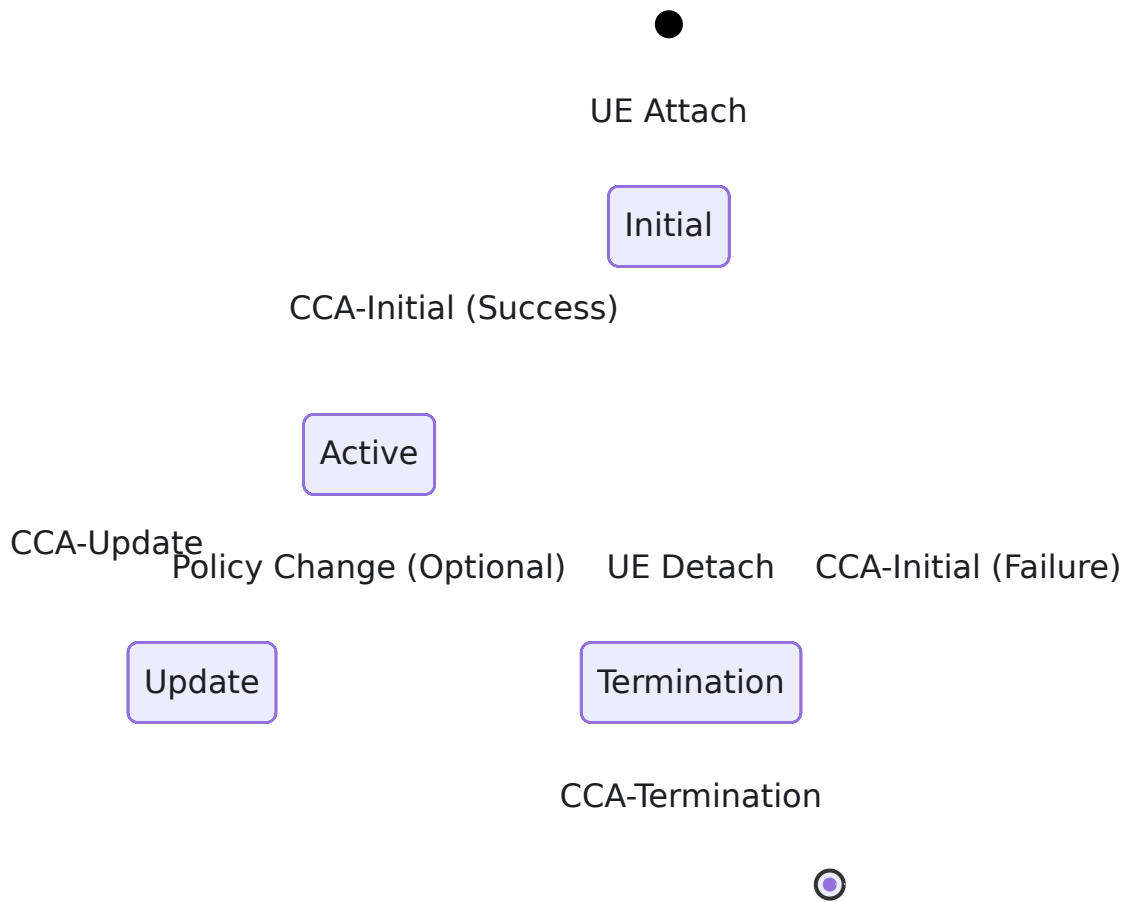 UE Attach
Initial
CCA-Initial (Success)
Active
CCA-Update
Policy Change (Optional)
UE Detach
CCA-Initial (Failure)
Update
Termination
CCA-Termination